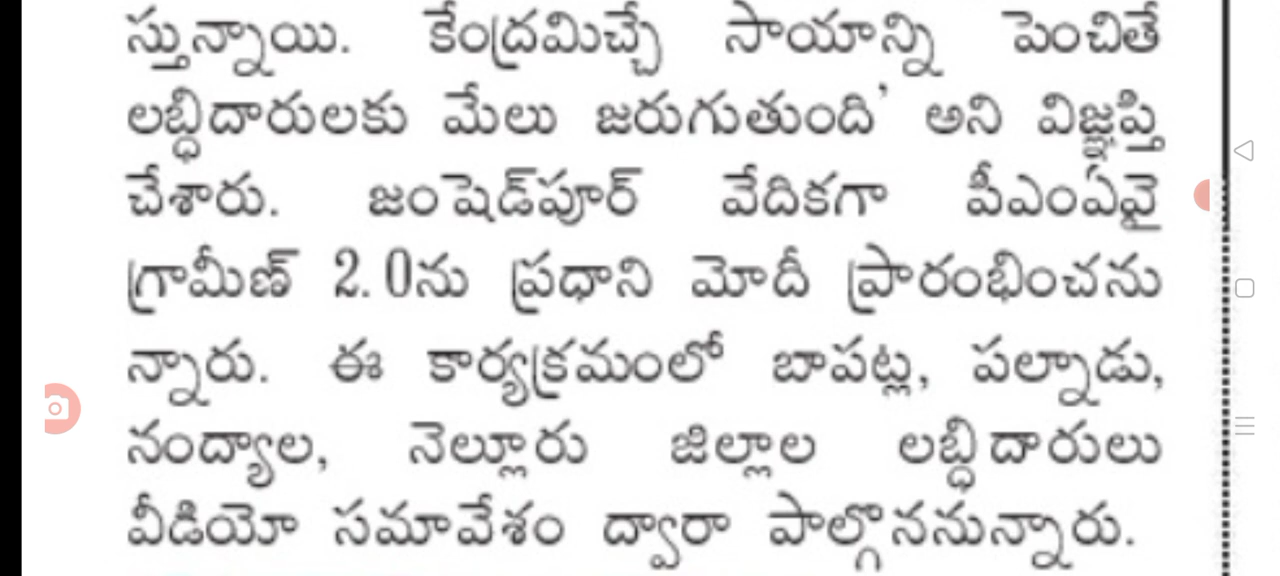 స్తున్నాయి. కేంద్రమిచ్చే సాయాన్ని పెంచితే
లబ్ధిదారులకు మేలు జరుగుతుంది' అని విజ్ఞప్తి
చేశారు. జంషెడ్‌పూర్ వేదికగా పీఎంఏవై
గ్రామీణ్ 2.0ను ప్రధాని మోదీ ప్రారంభించను
న్నారు. ఈ కార్యక్రమంలో బాపట్ల, పల్నాడు,
నంద్యాల, నెల్లూరు జిల్లాల లబ్ధిదారులు
వీడియో సమావేశం ద్వారా పాల్గొననున్నారు.